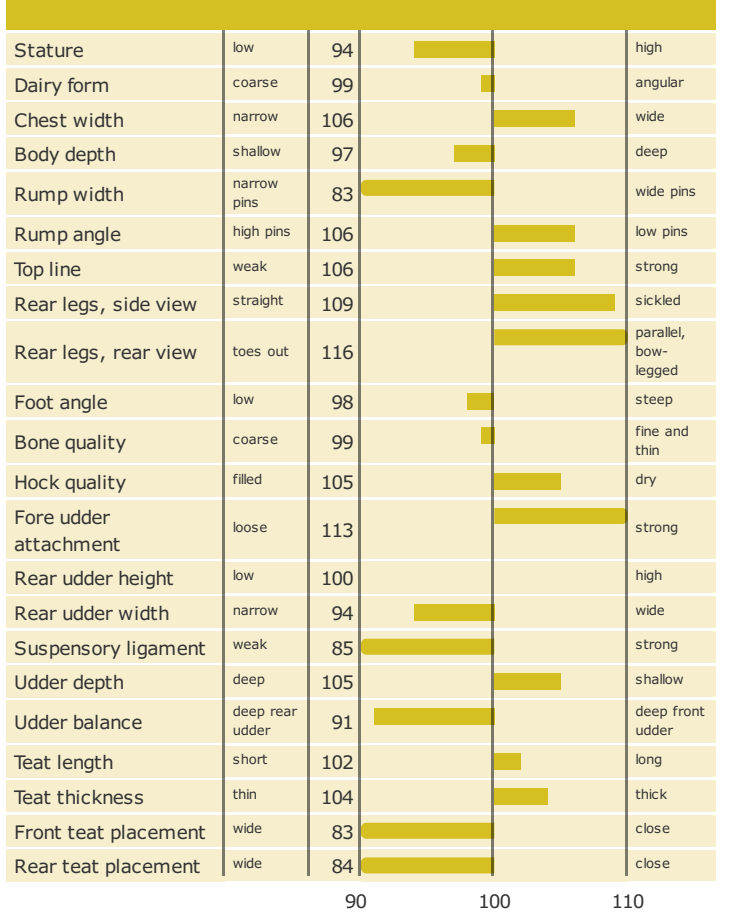 Stature low 94 high
Dairy form coarse 99 angular
Chest width narrow 106 wide
Body depth shallow 97 deep
Rump width narrow pins 83 wide pins
Rump angle high pins 106 low pins
Top line weak 106 strong
Rear legs, side view straight 109 sickled
Rear legs, rear view toes out 116 parallel, bow-legged
Foot angle low 98 steep
Bone quality coarse 99 fine and thin
Hock quality filled 105 dry
Fore udder attachment loose 113 strong
Rear udder height low 100 high
Rear udder width narrow 94 wide
Suspensory ligament weak 85 strong
Udder depth deep 105 shallow
Udder balance deep rear udder 91 deep front udder
Teat length short 102 long
Teat thickness thin 104 thick
Front teat placement wide 83 close
Rear teat placement wide 84 close
90 100 110